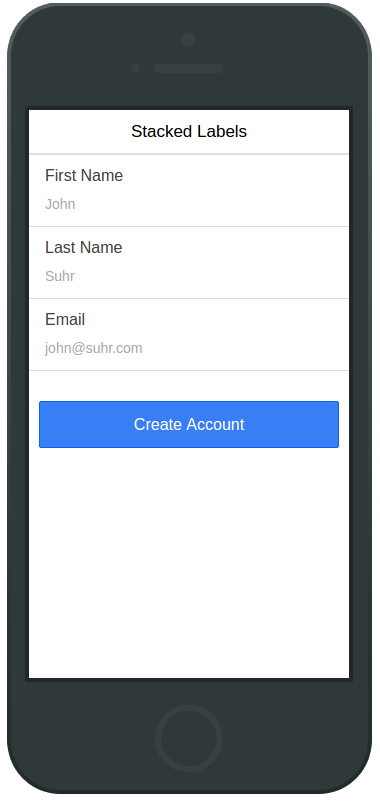 Stacked Labels
First Name
John
Last Name
Suhr
Email
john@suhr.com
Create Account